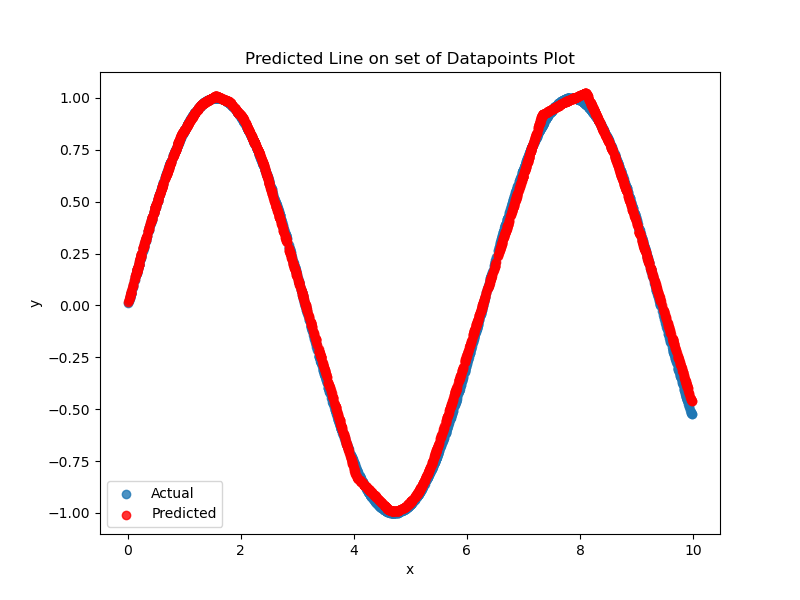 Predicted Line on set of Datapoints Plot
y
1.00
0.75
0.50
0.25
0.00
−0.25
−0.50
−0.75
−1.00
Actual
Predicted
0 2 4 6 8 10
x